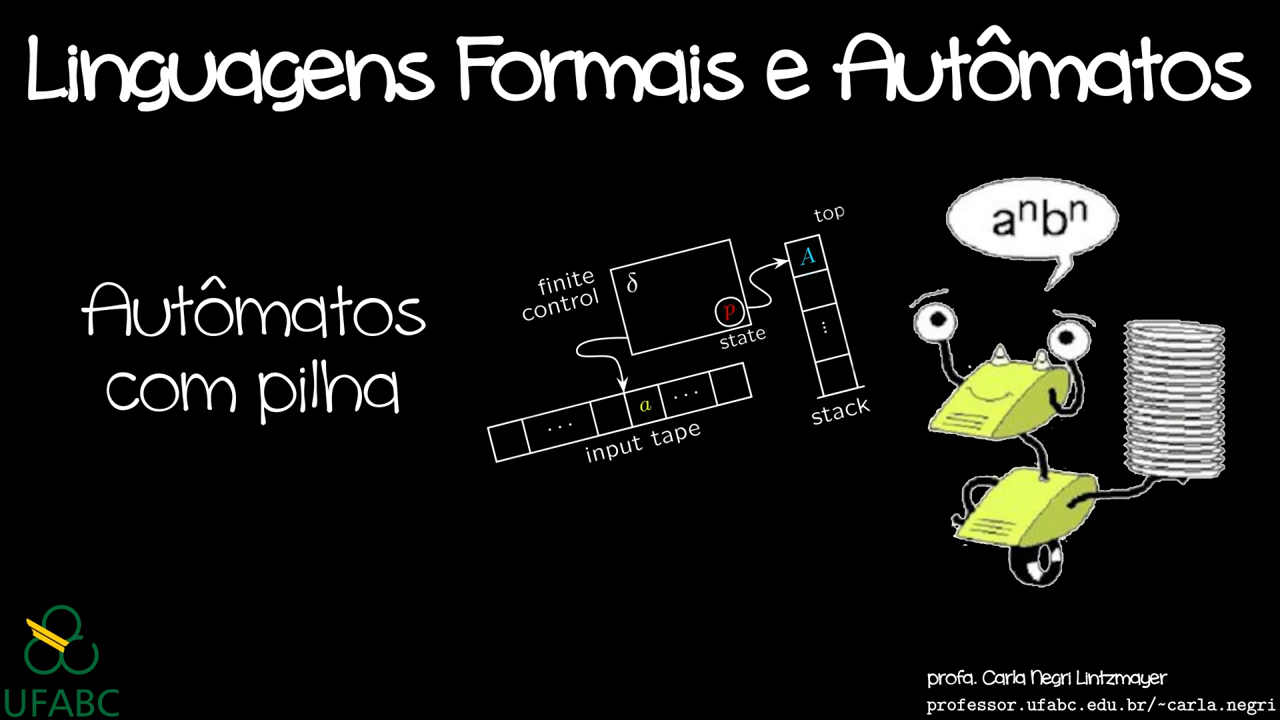 Linguagens Formais e Autômatos
Autômatos
com pilha
finite
control
δ
p
state
top
A
⋮
stack
⋯
a
⋯
input tape
aⁿbⁿ
UFABC
profa. Carla Negri Lintzmayer
professor.ufabc.edu.br/~carla.negri